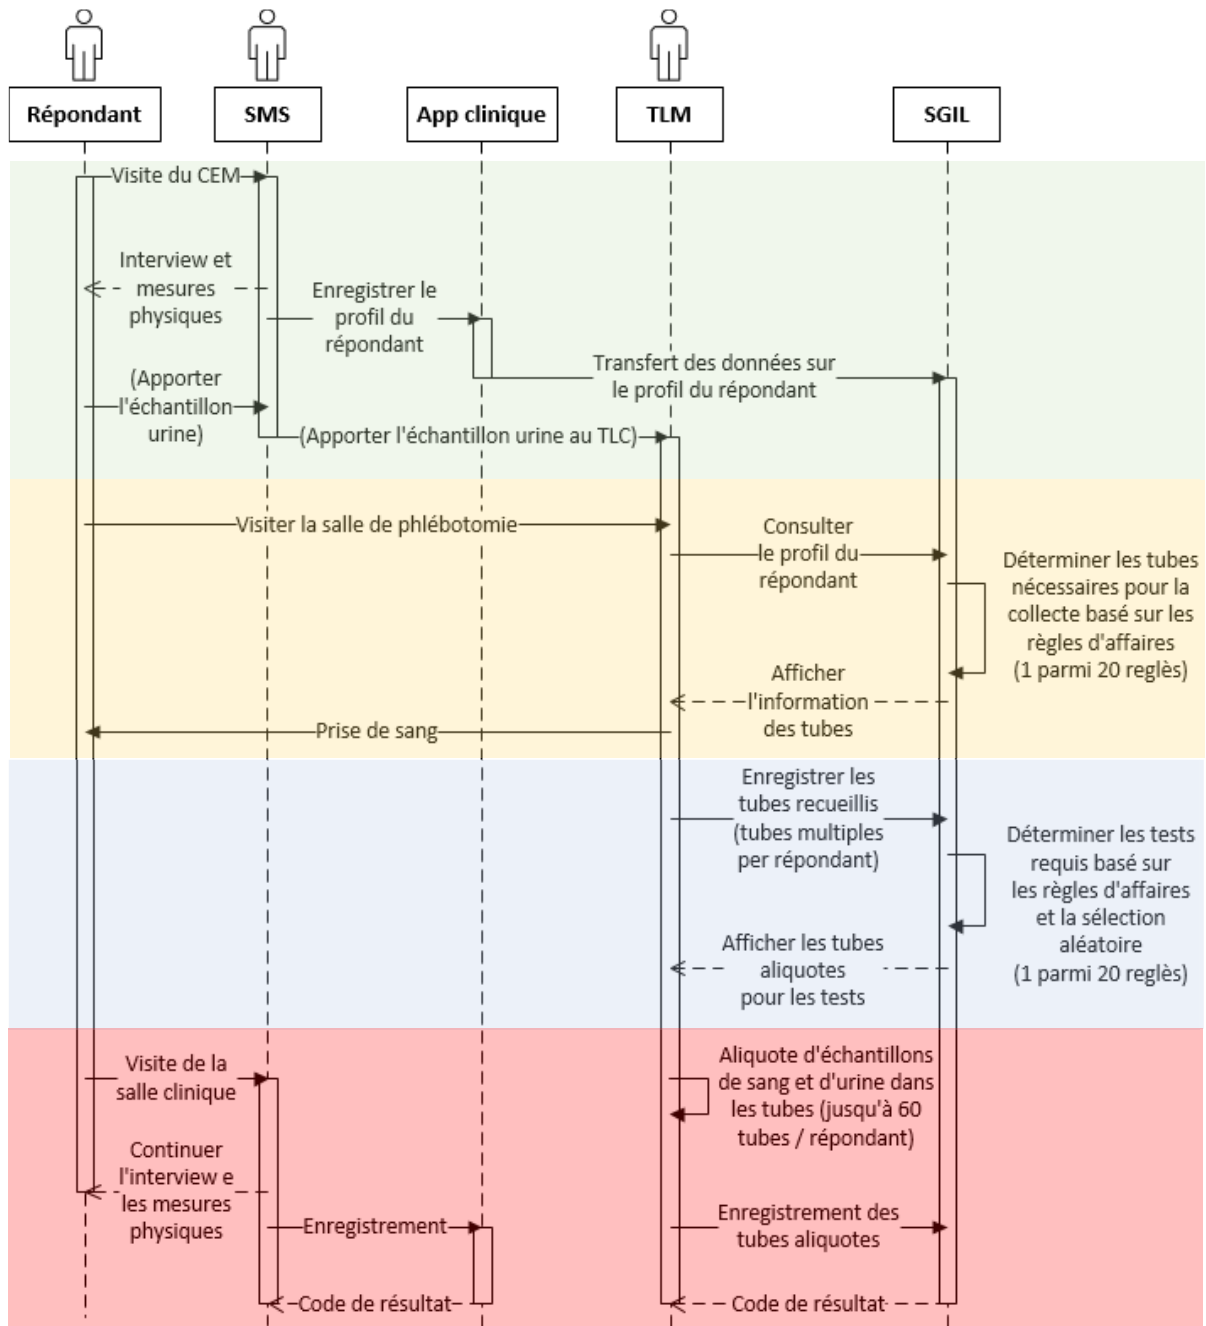 Répondant
SMS
App clinique
TLM
SGIL
Visite du CEM
Interview et
mesures
physiques
Enregistrer le
profil du
répondant
Transfert des données sur
le profil du répondant
(Apporter
l'échantillon
urine)
(Apporter l'échantillon urine au TLC)
Visiter la salle de phlébotomie
Consulter
le profil du
répondant
Déterminer les tubes
nécessaires pour la
collecte basé sur les
règles d'affaires
(1 parmi 20 reglès)
Afficher
l'information
des tubes
Prise de sang
Enregistrer les
tubes recueillis
(tubes multiples
per répondant)
Déterminer les tests
requis basé sur
les règles d'affaires
et la sélection
aléatoire
(1 parmi 20 reglès)
Afficher les tubes
aliquotes
pour les tests
Visite de la
salle clinique
Aliquote d'échantillons
de sang et d'urine dans
les tubes (jusqu'à 60
tubes / répondant)
Continuer
l'interview e
les mesures
physiques
Enregistrement
Enregistrement des
tubes aliquotes
Code de résultat
Code de résultat